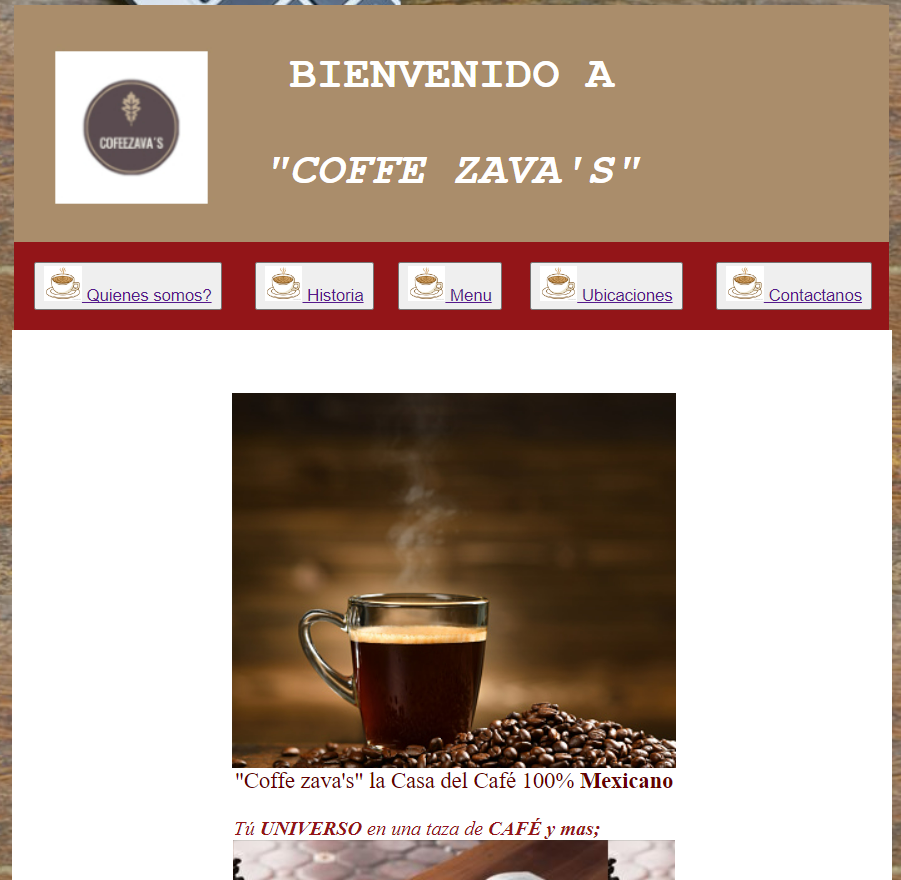 COFEEZAVA'S
BIENVENIDO A
"COFFE ZAVA'S"
Quienes somos?
Historia
Menu
Ubicaciones
Contactanos
"Coffe zava's" la Casa del Café 100% Mexicano
Tú UNIVERSO en una taza de CAFÉ y mas;